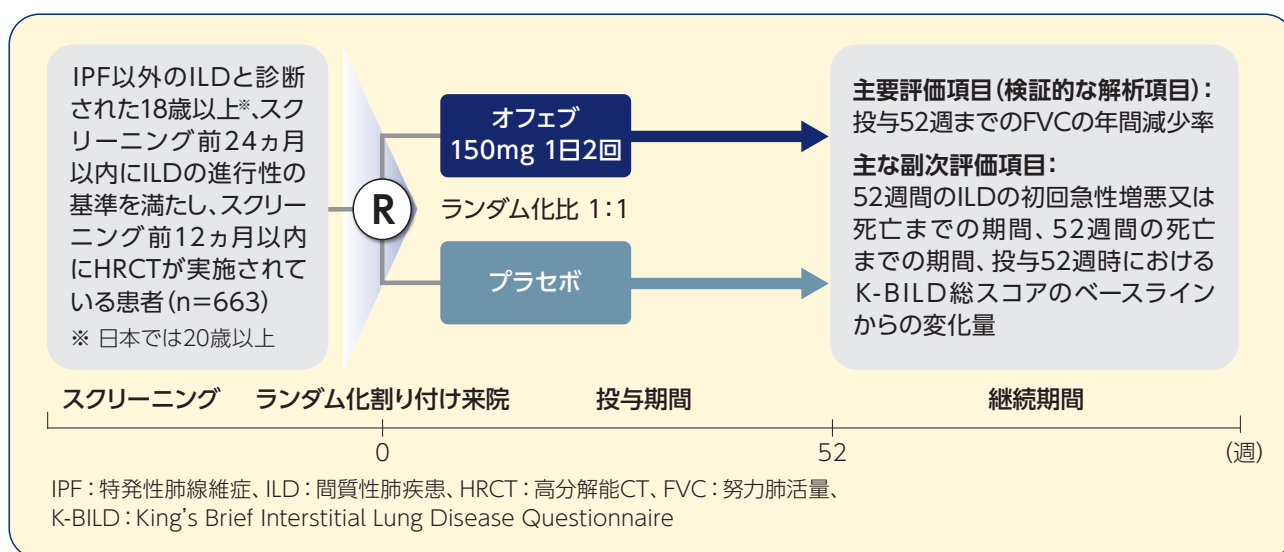 IPF以外のILDと診断
された18歳以上※、スク
リーニング前24ヵ月
以内にILDの進行性の
基準を満たし、スクリー
ニング前12ヵ月以内
にHRCTが実施されて
いる患者(n=663)
※ 日本では20歳以上
R
オフェブ
150mg 1日2回
ランダム化比 1:1
プラセボ
主要評価項目(検証的な解析項目):
投与52週までのFVCの年間減少率
主な副次評価項目:
52週間のILDの初回急性増悪又は
死亡までの期間、52週間の死亡
までの期間、投与52週時における
K-BILD総スコアのベースライン
からの変化量
スクリーニング ランダム化割り付け来院 投与期間 継続期間
0 52 (週)
IPF:特発性肺線維症、ILD:間質性肺疾患、HRCT:高分解能CT、FVC:努力肺活量、
K-BILD:King's Brief Interstitial Lung Disease Questionnaire